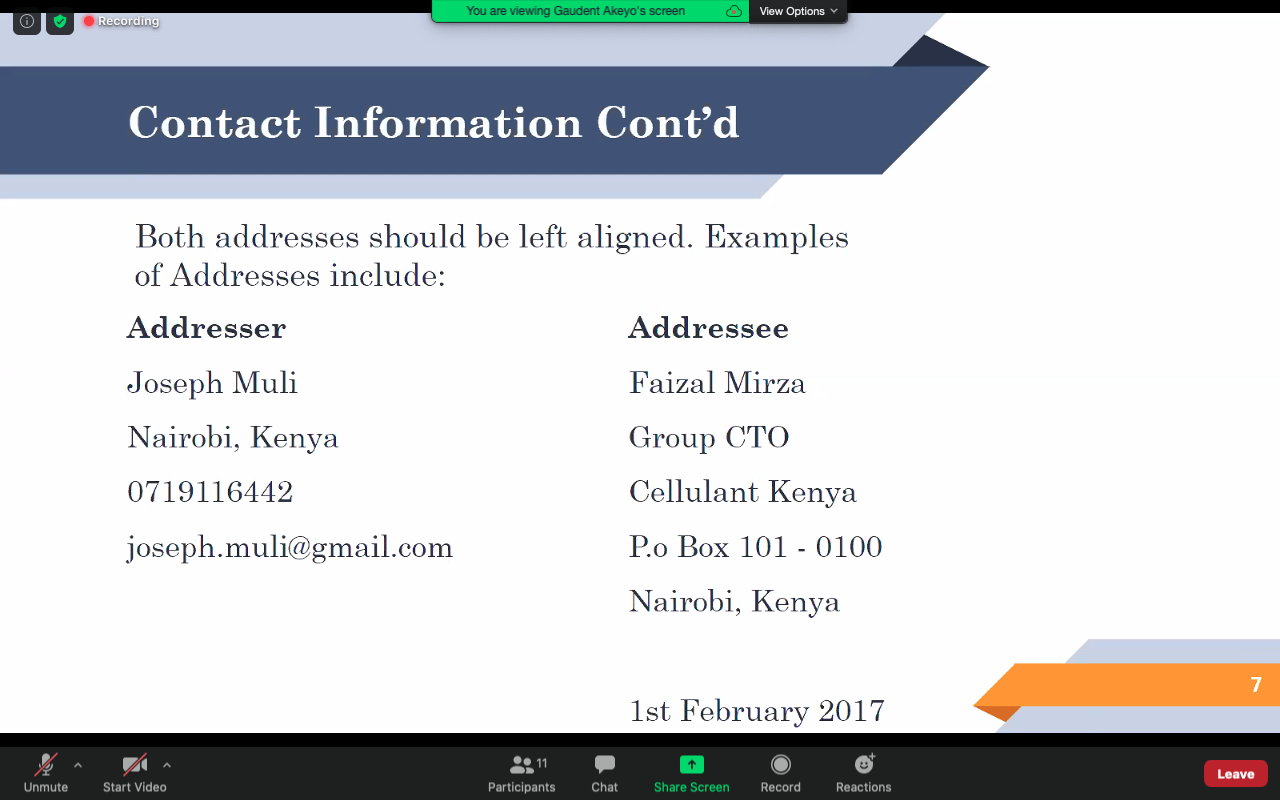 Recording
You are viewing Gaudent Akeyo's screen
View Options
Contact Information Cont’d
Both addresses should be left aligned. Examples
of Addresses include:
Addresser
Joseph Muli
Nairobi, Kenya
0719116442
joseph.muli@gmail.com
Addressee
Faizal Mirza
Group CTO
Cellulant Kenya
P.o Box 101 - 0100
Nairobi, Kenya
1st February 2017
7
Unmute
Start Video
Participants
11
Chat
Share Screen
Record
Reactions
Leave